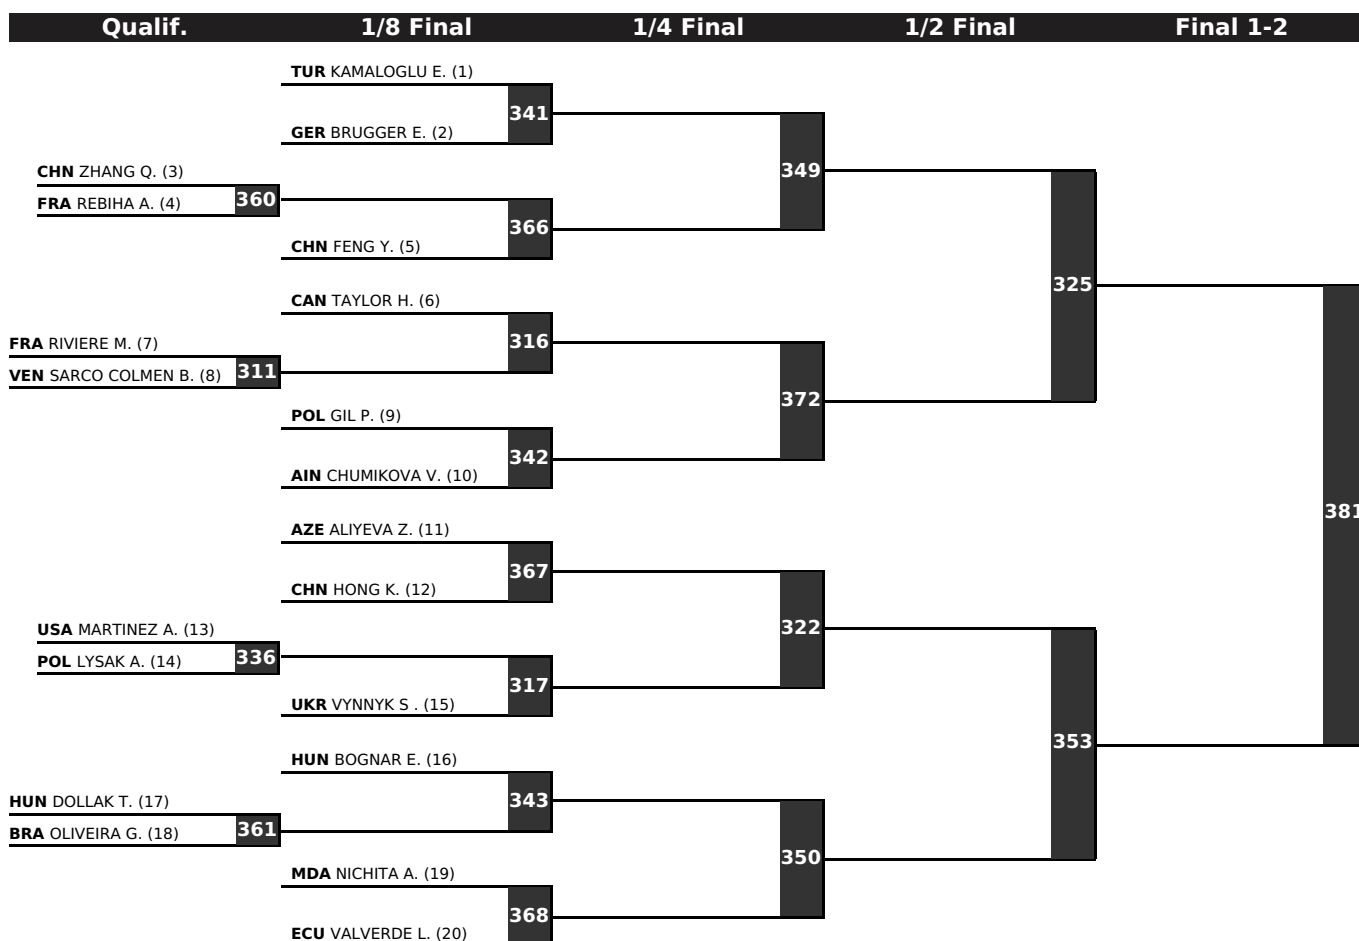 Qualif. 1/8 Final 1/4 Final 1/2 Final Final 1-2
TUR KAMALOGLU E. (1)
341
GER BRUGGER E. (2)
CHN ZHANG Q. (3)
349
FRA REBIHA A. (4) 360
366
CHN FENG Y. (5)
325
CAN TAYLOR H. (6)
FRA RIVIERE M. (7) 316
VEN SARCO COLMEN B. (8) 311
372
POL GIL P. (9)
342
AIN CHUMIKOVA V. (10)
381
AZE ALIYEVA Z. (11)
367
CHN HONG K. (12)
USA MARTINEZ A. (13) 322
POL LYSAK A. (14) 336
317
UKR VYNNYK S . (15)
353
HUN BOGNAR E. (16)
HUN DOLLAK T. (17) 343
BRA OLIVEIRA G. (18) 361
350
MDA NICHITA A. (19)
368
ECU VALVERDE L. (20)